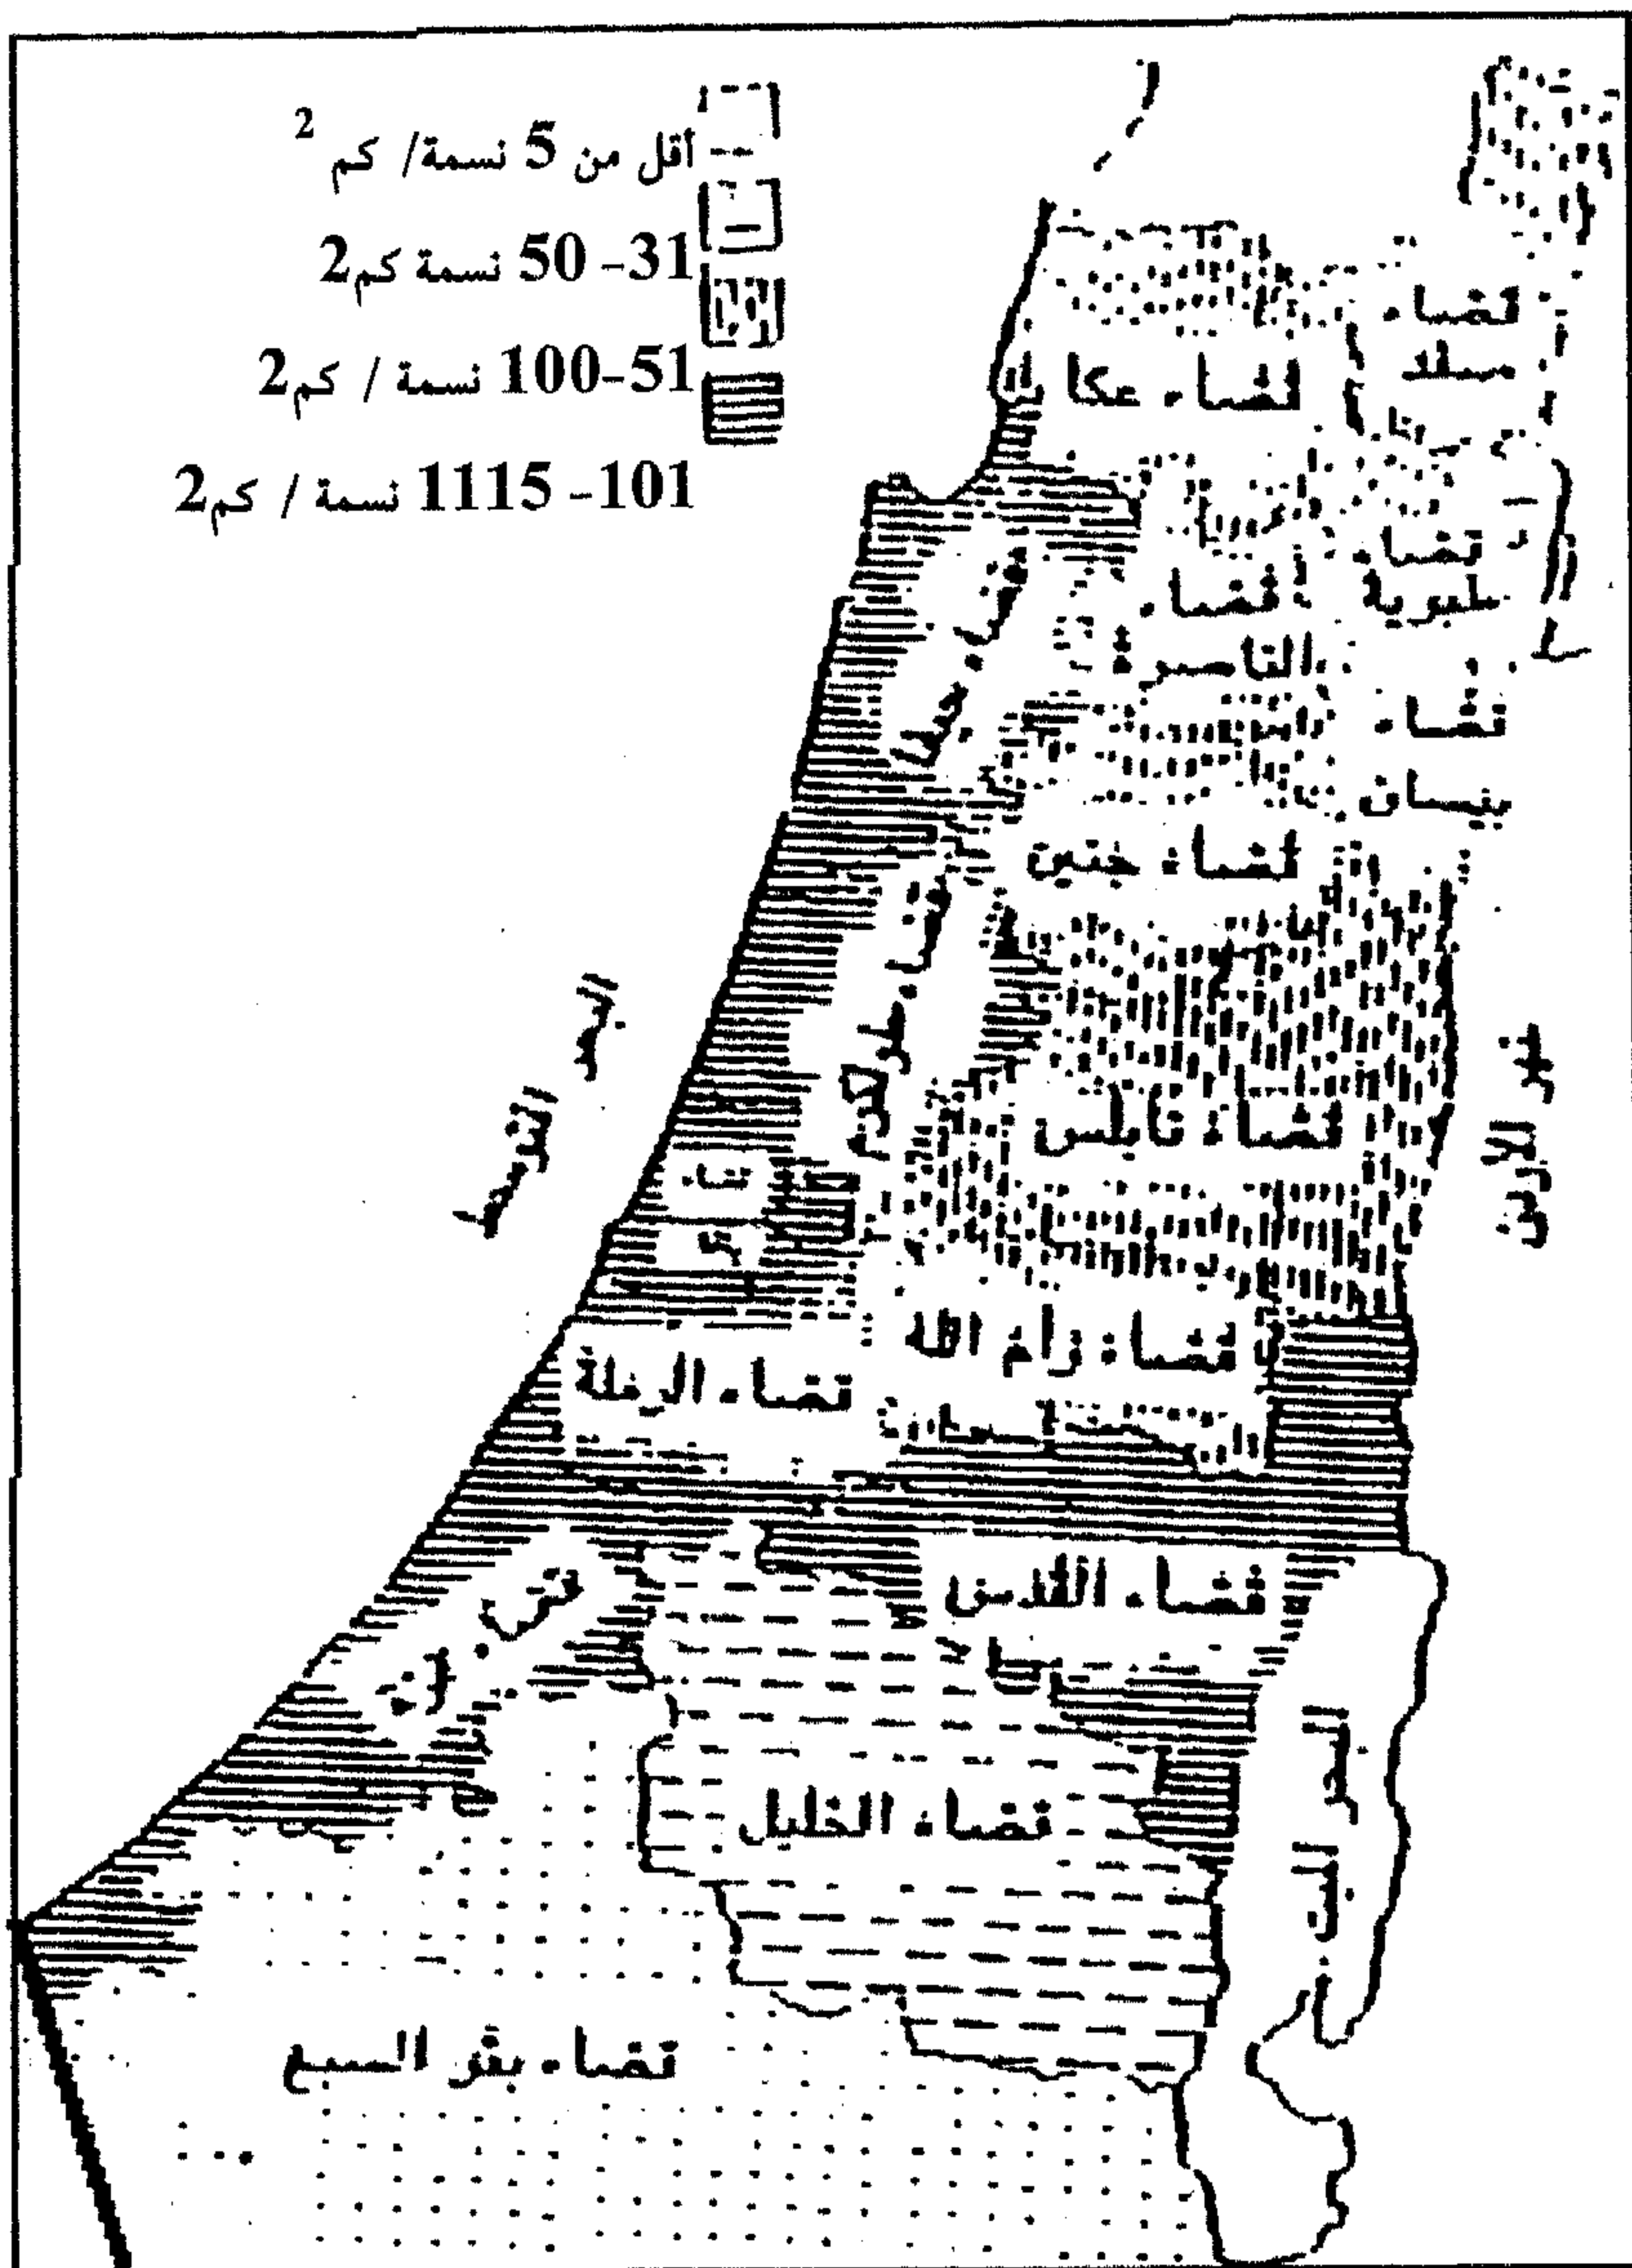 أقل من 5 نسمة/ كم 2
31- 50 نسمة كم2
51-100 نسمة / كم2
101- 1115 نسمة / كم2
قضاء صفد
قضاء عكا
قضاء طبرية
قضاء الناصرة
قضاء حيفا
قضاء بيسان
قضاء جنين
قضاء طولكرم
قضاء نابلس
قضاء
قضاء رام الله
قضاء الرملة
قضاء القدس
قضاء غزة
قضاء الخليل
قضاء بئر السبع
البحر المتوسط
نهر الأردن
البحر الميت